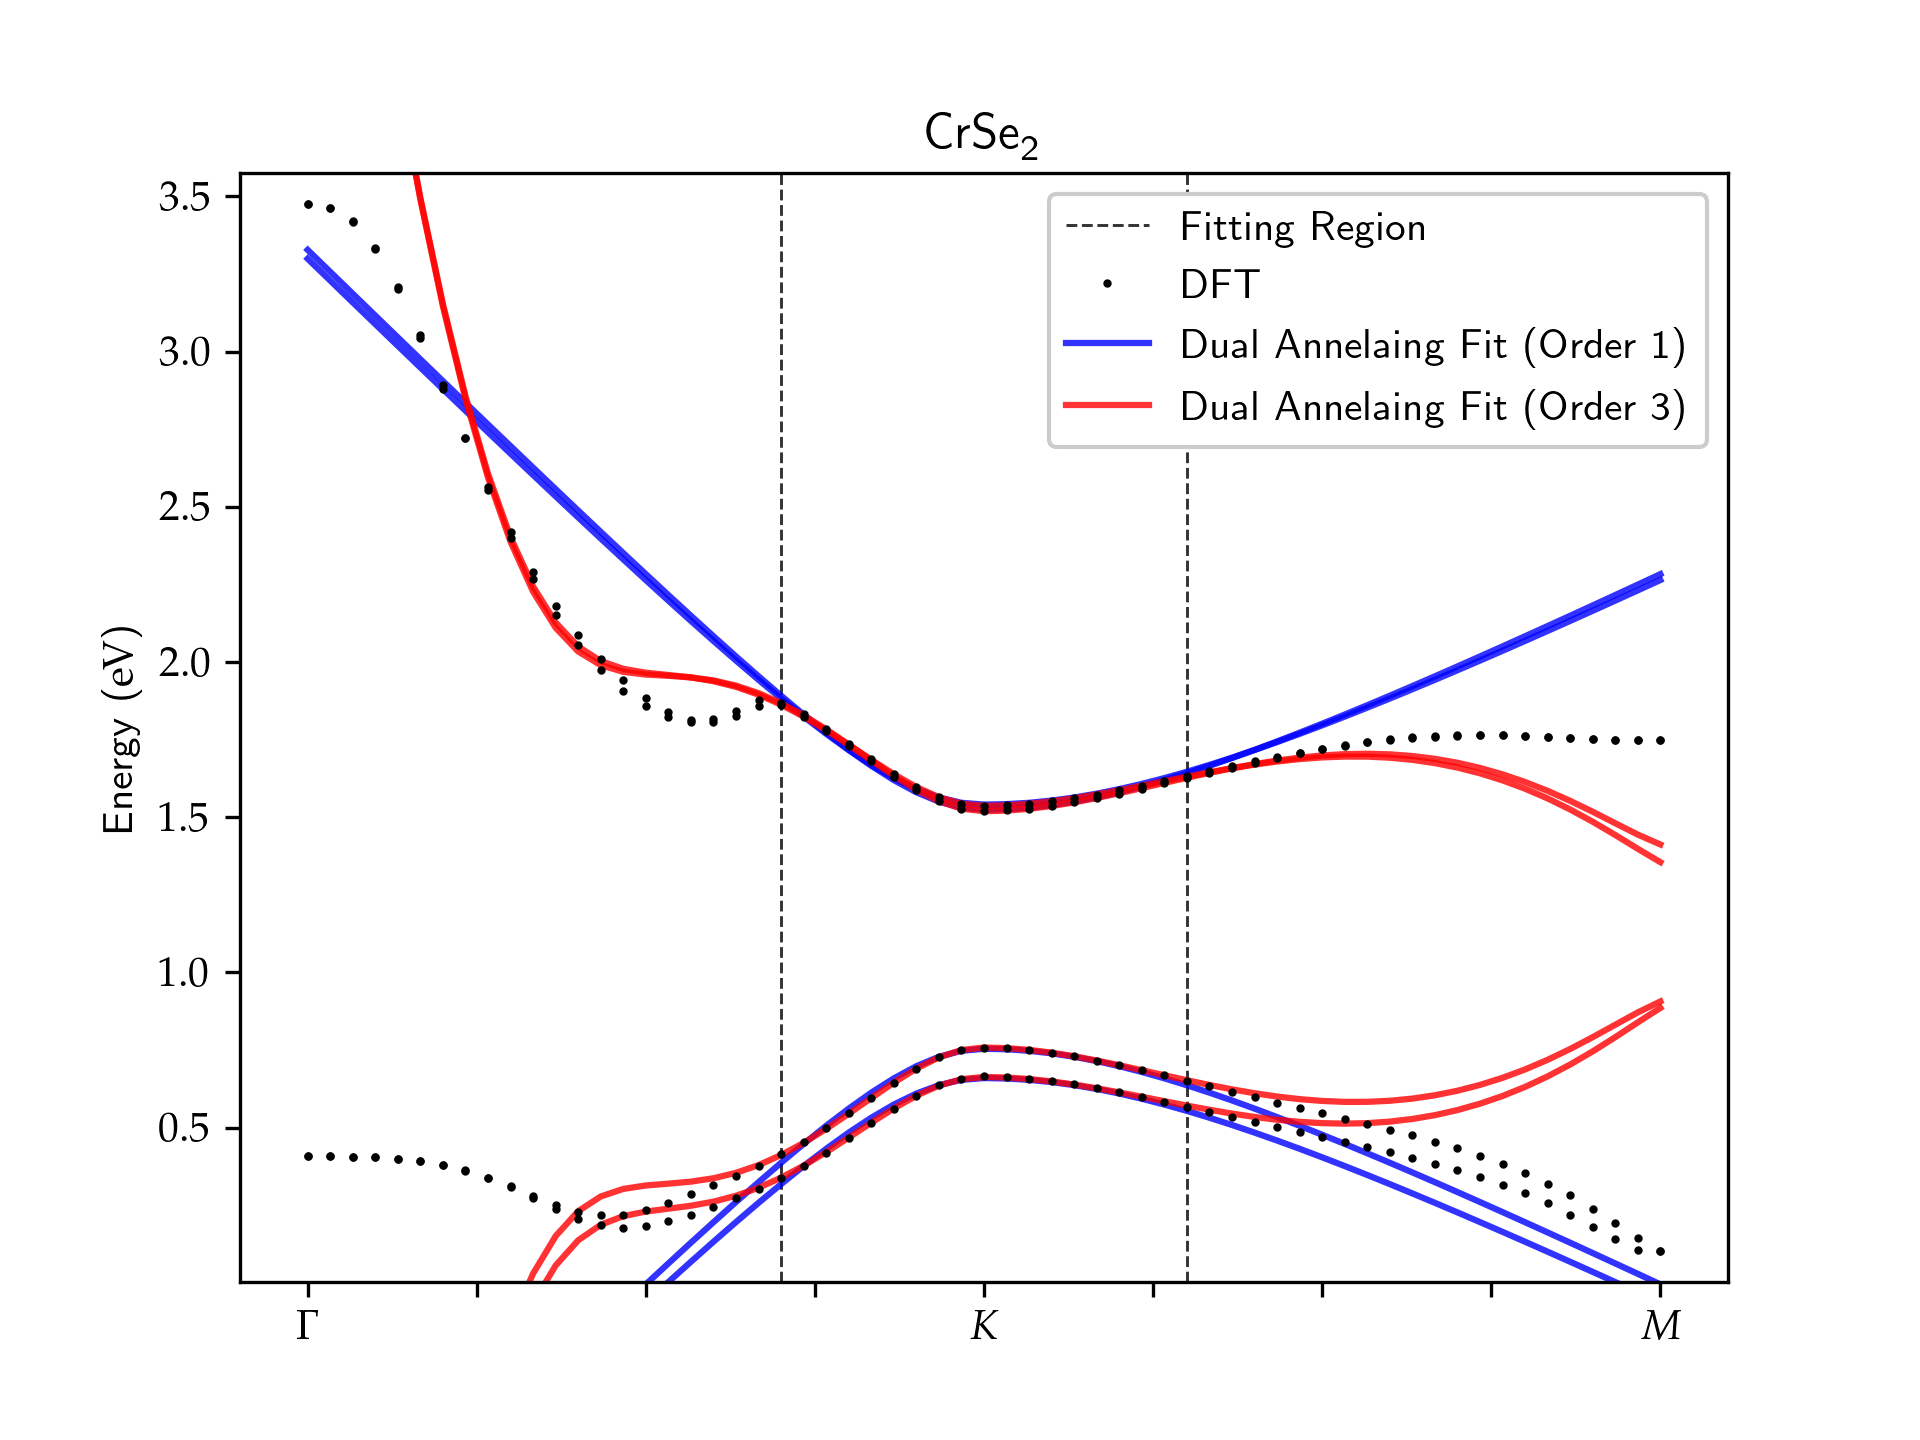 CrSe₂
3.5
3.0
2.5
2.0
1.5
1.0
0.5
Energy (eV)
Fitting Region
DFT
Dual Annelaing Fit (Order 1)
Dual Annelaing Fit (Order 3)
Γ
K
M